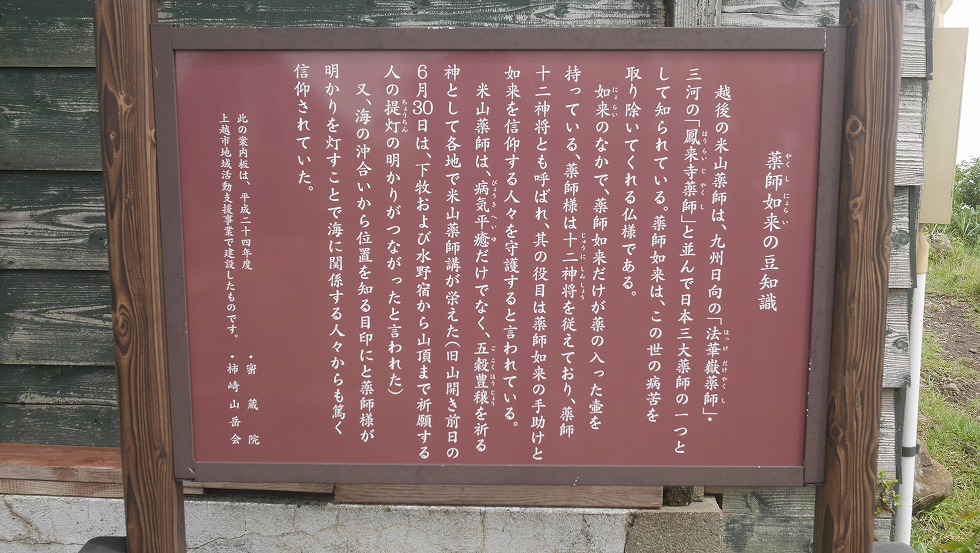 薬師如来の豆知識
越後の米山薬師は、九州日向の「法華嶽薬師」・
三河の「鳳来寺薬師」と並んで日本三大薬師の一つと
して知られている。薬師如来は、この世の病苦を
取り除いてくれる仏様である。
如来のなかで、薬師如来だけが薬の入った壷を
持っている、薬師様は十二神将を従えており、薬師
十二神将とも呼ばれ、其の役目は薬師如来の手助けと
如来を信仰する人々を守護すると言われている。
米山薬師は、病気平癒だけでなく、五穀豊穣を祈る
神として各地で米山薬師講が栄えた(旧山開き前日の
6月30日は、下牧および水野宿から山頂まで祈願する
人の提灯の明かりがつながったと言われた)
又、海の沖合いから位置を知る目印にと薬師様が
明かりを灯すことで海に関係する人々からも篤く
信仰されていた。
此の案内板は、平成二十四年度
上越市地域活動支援事業で建設したものです。
・密蔵院
・柿崎山岳会